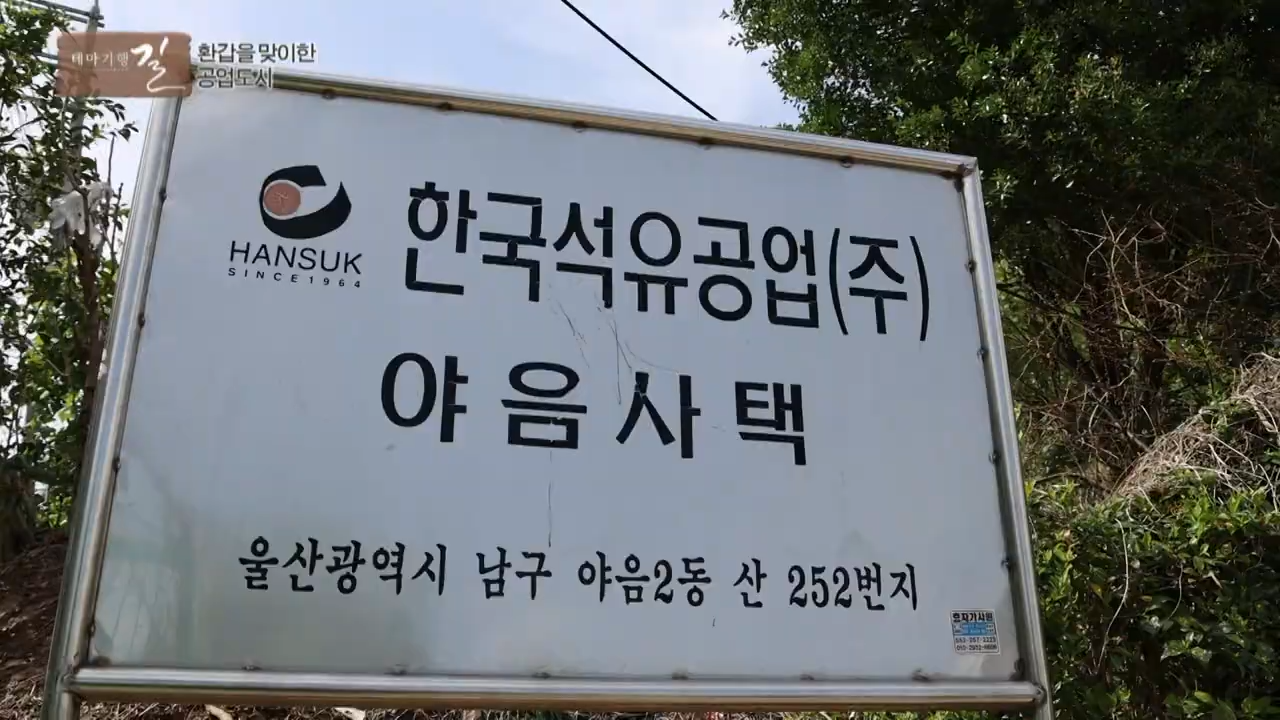 테마기행 길
환갑을 맞이한
공업도시
HANSUK
SINCE 1964
한국석유공업(주)
야음사택
울산광역시 남구 야음2동 산 252번지